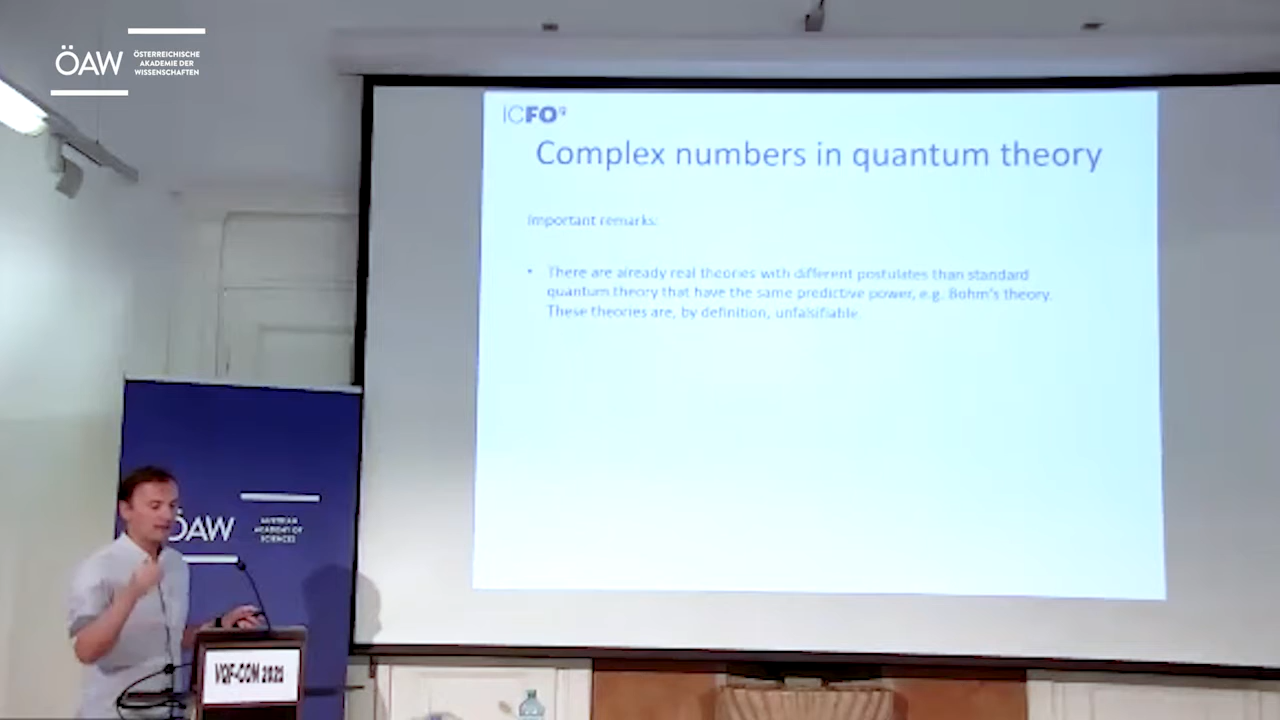 ÖAW
ÖSTERREICHISCHE
AKADEMIE DER
WISSENSCHAFTEN
ICFO
Complex numbers in quantum theory
Important remarks:
• There are already real theories with different postulates than standard
quantum theory that have the same predictive power, e.g. Bohm's theory.
These theories are, by definition, unfalsifiable.
ÖAW
AUSTRIAN
ACADEMY OF
SCIENCES
VQF-COM 2021